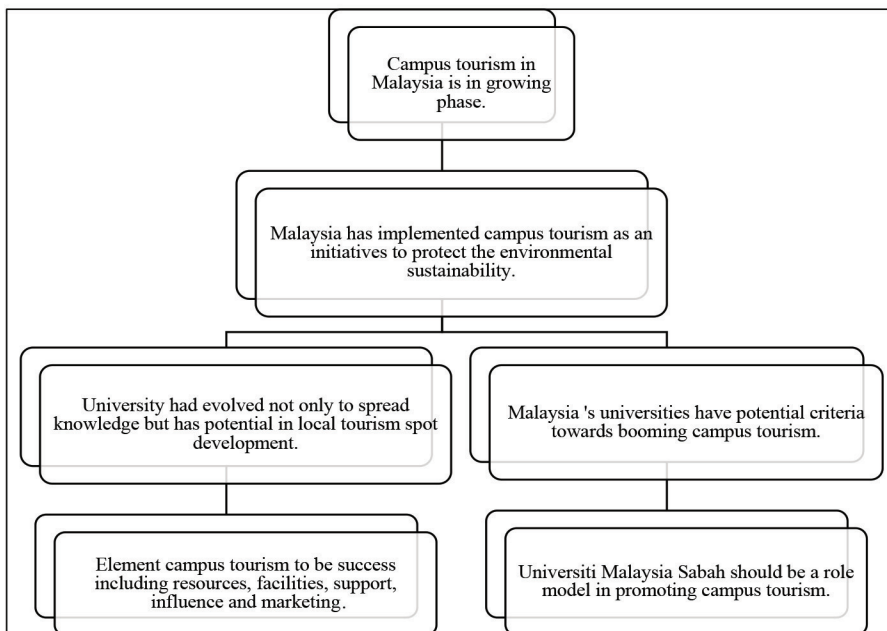 Campus tourism in
Malaysia is in growing
phase.
Malaysia has implemented campus tourism as an
initiatives to protect the environmental
sustainability.
University had evolved not only to spread
knowledge but has potential in local tourism spot
development.
Malaysia 's universities have potential criteria
towards booming campus tourism.
Element campus tourism to be success
including resources, facilities, support,
influence and marketing.
Universiti Malaysia Sabah should be a role
model in promoting campus tourism.